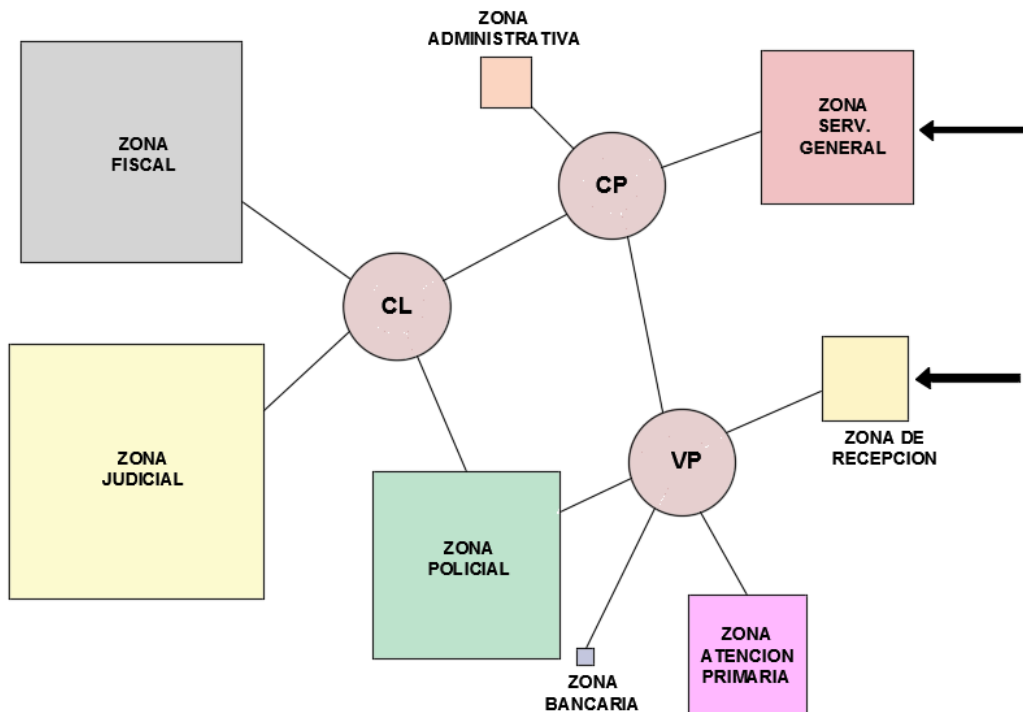 ZONA
ADMINISTRATIVA
ZONA
FISCAL
ZONA
SERV.
GENERAL
CP
CL
ZONA
JUDICIAL
ZONA DE
RECEPCION
VP
ZONA
POLICIAL
ZONA
BANCARIA
ZONA
ATENCION
PRIMARIA